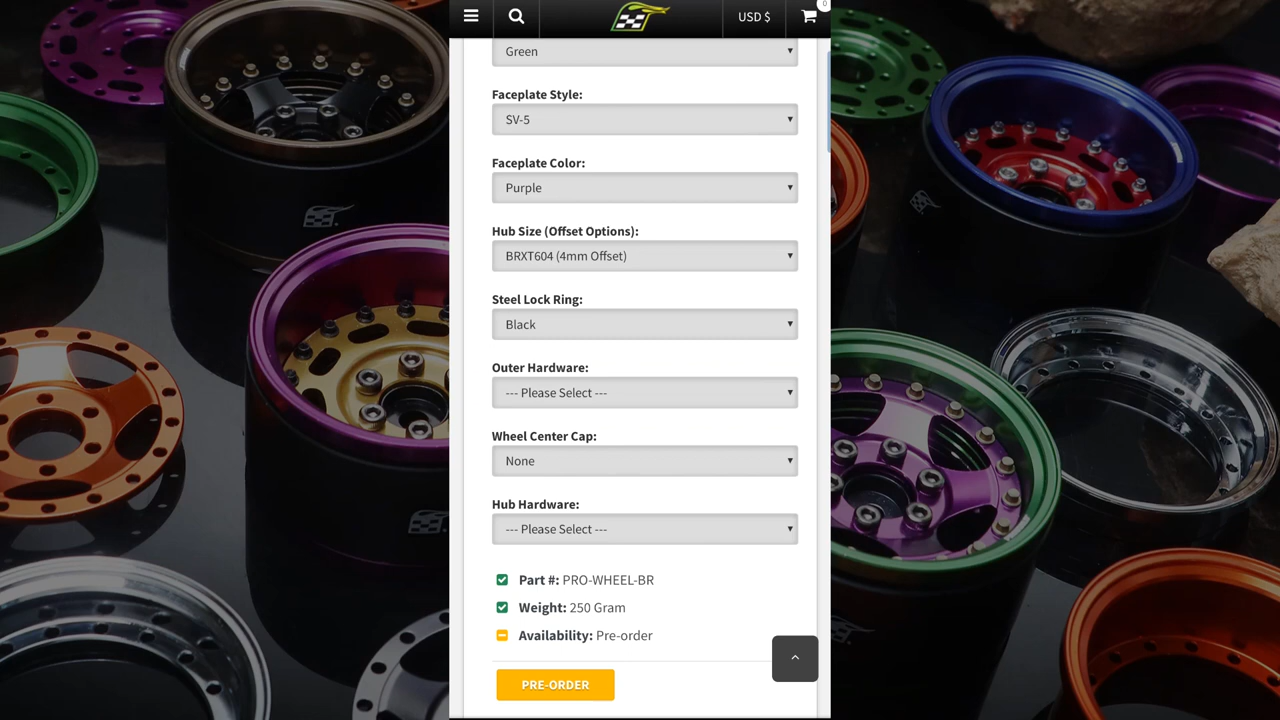 USD $
0
Green
Faceplate Style:
SV-5
Faceplate Color:
Purple
Hub Size (Offset Options):
BRXT604 (4mm Offset)
Steel Lock Ring:
Black
Outer Hardware:
--- Please Select ---
Wheel Center Cap:
None
Hub Hardware:
--- Please Select ---
Part #: PRO-WHEEL-BR
Weight: 250 Gram
Availability: Pre-order
PRE-ORDER